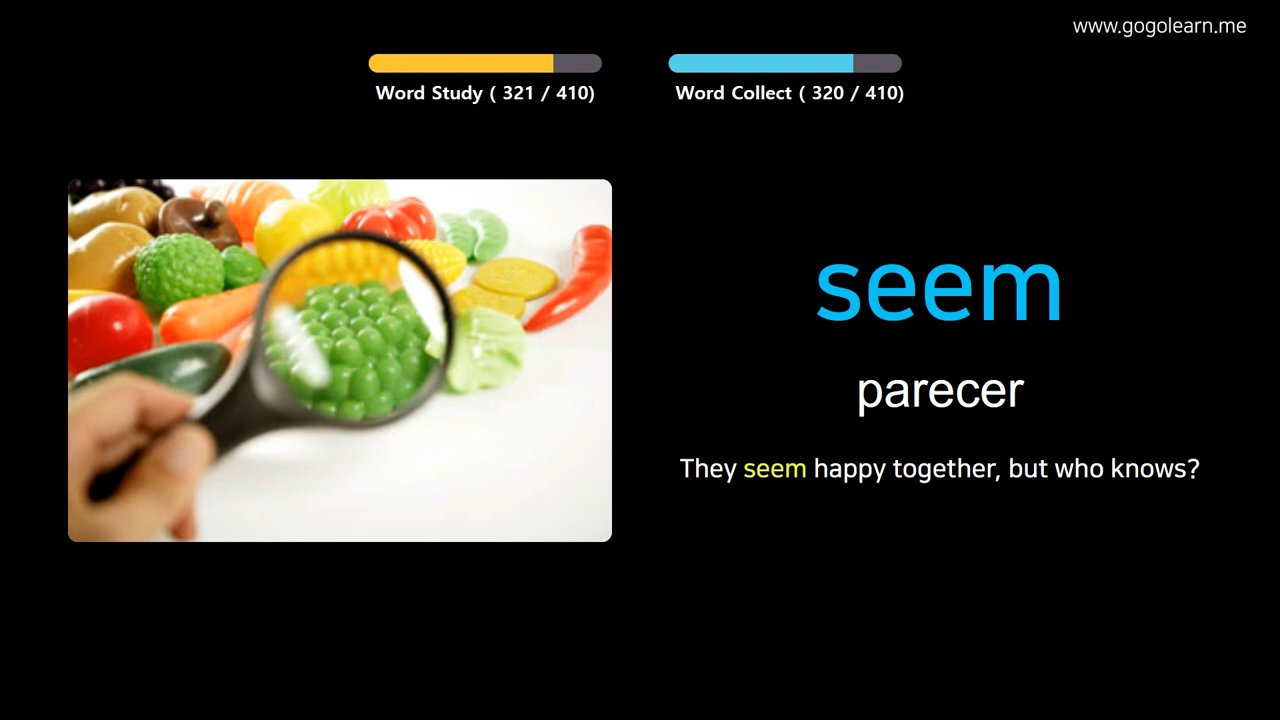 www.gogolearn.me
Word Study ( 321 / 410)
Word Collect ( 320 / 410)
seem
parecer
They seem happy together, but who knows?